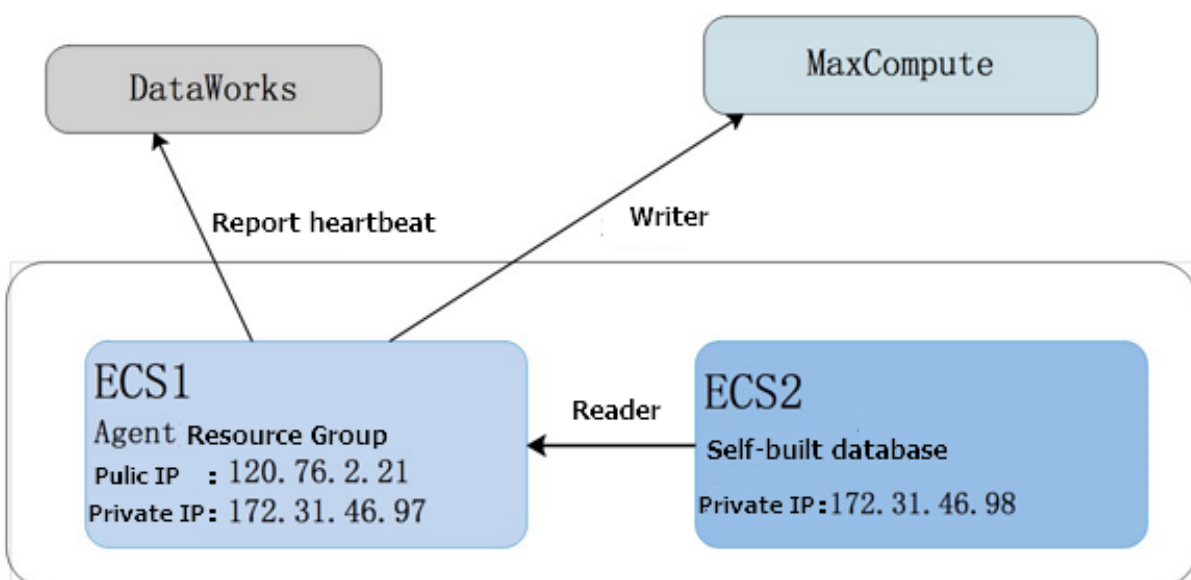 DataWorks
MaxCompute
Report heartbeat
Writer
ECS1
Agent Resource Group
Pulic IP : 120.76.2.21
Private IP: 172.31.46.97
Reader
ECS2
Self-built database
Private IP:172.31.46.98